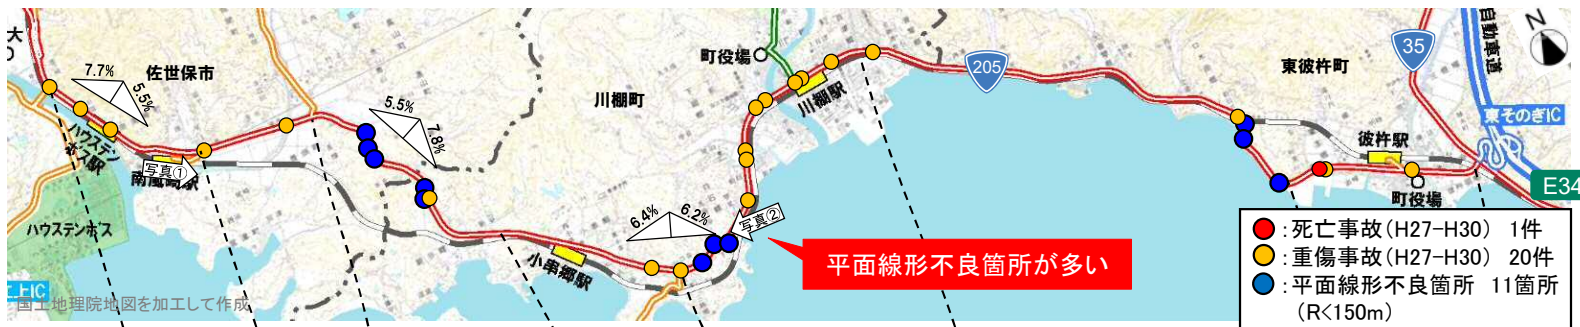 大
佐世保市
7.7%
5.5%
ハウステン
ボス駅
写真①
南風崎駅
ハウステンボス
5.5%
7.8%
川棚町
町役場
川棚駅
小串郷駅
6.4%
6.2%
写真②
平面線形不良箇所が多い
205
東彼杵町
彼杵駅
町役場
35
自動車道
東そのぎIC
E34
N
:死亡事故(H27-H30) 1件
:重傷事故(H27-H30) 20件
:平面線形不良箇所 11箇所
(R<150m)
国土地理院地図を加工して作成